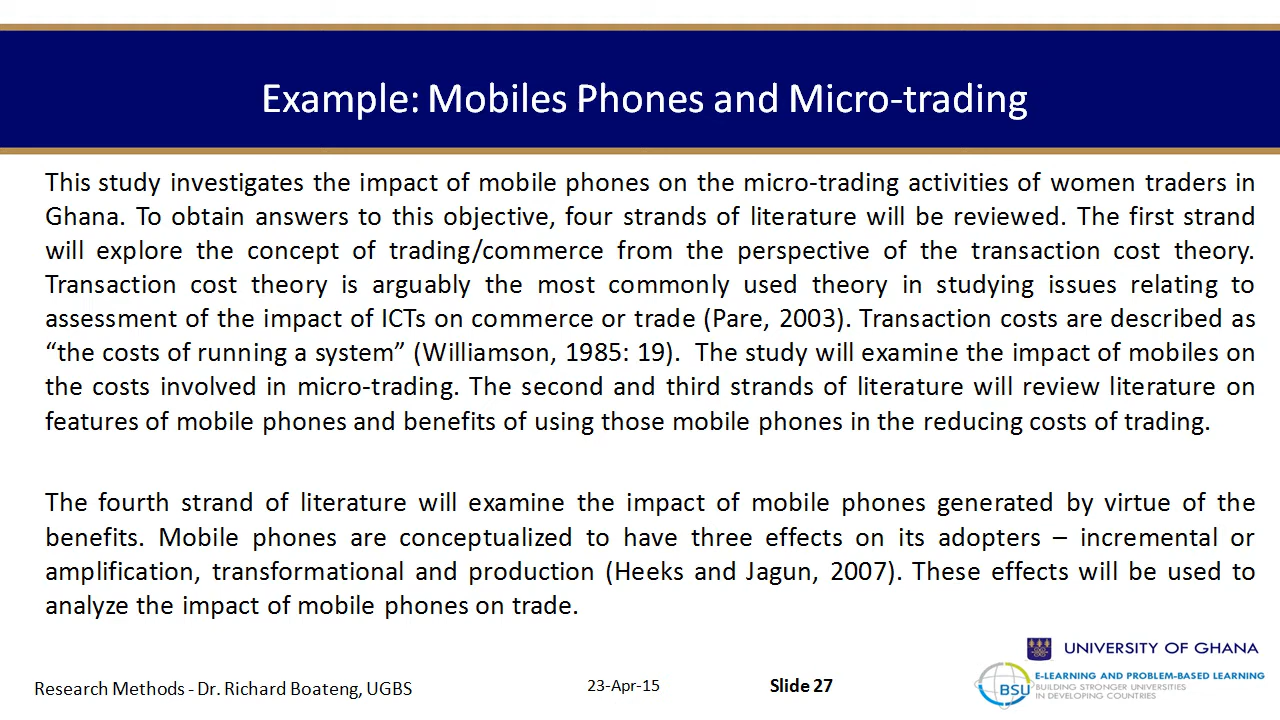 Example: Mobiles Phones and Micro-trading
This study investigates the impact of mobile phones on the micro-trading activities of women traders in
Ghana. To obtain answers to this objective, four strands of literature will be reviewed. The first strand
will explore the concept of trading/commerce from the perspective of the transaction cost theory.
Transaction cost theory is arguably the most commonly used theory in studying issues relating to
assessment of the impact of ICTs on commerce or trade (Pare, 2003). Transaction costs are described as
“the costs of running a system” (Williamson, 1985: 19).  The study will examine the impact of mobiles on
the costs involved in micro-trading. The second and third strands of literature will review literature on
features of mobile phones and benefits of using those mobile phones in the reducing costs of trading.
The fourth strand of literature will examine the impact of mobile phones generated by virtue of the
benefits. Mobile phones are conceptualized to have three effects on its adopters – incremental or
amplification, transformational and production (Heeks and Jagun, 2007). These effects will be used to
analyze the impact of mobile phones on trade.
UNIVERSITY OF GHANA
Research Methods - Dr. Richard Boateng, UGBS
23-Apr-15
Slide 27
BSU
E-LEARNING AND PROBLEM-BASED LEARNING
BUILDING STRONGER UNIVERSITIES
IN DEVELOPING COUNTRIES